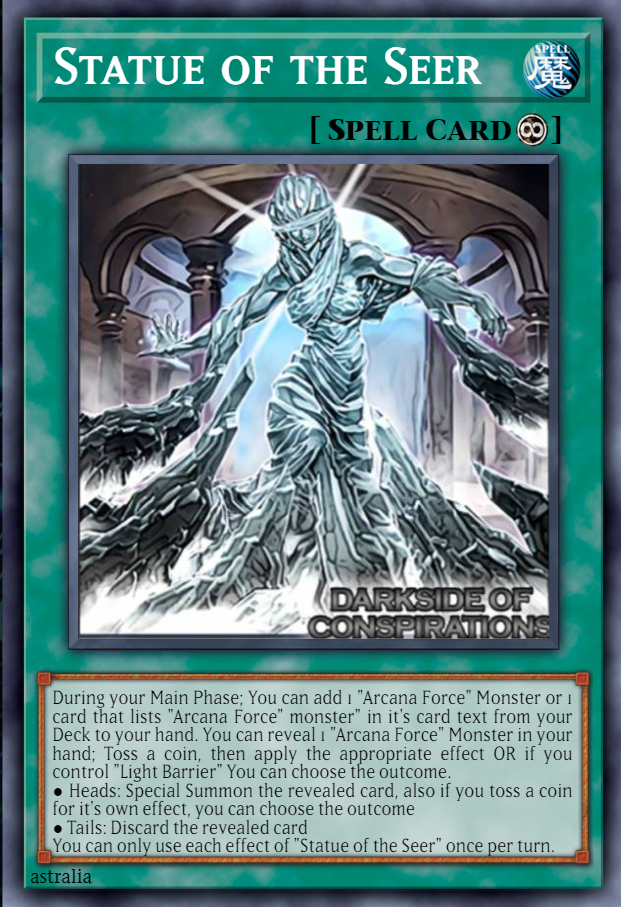 Statue of the Seer
SPELL
魔
[ Spell Card ]
DARKSIDE OF
CONSPIRATIONS
During your Main Phase; You can add 1 "Arcana Force" Monster or 1
card that lists "Arcana Force" monster" in it's card text from your
Deck to your hand. You can reveal 1 "Arcana Force" Monster in your
hand; Toss a coin, then apply the appropriate effect OR if you
control "Light Barrier" You can choose the outcome.
● Heads: Special Summon the revealed card, also if you toss a coin
for it's own effect, you can choose the outcome
● Tails: Discard the revealed card
You can only use each effect of "Statue of the Seer" once per turn.
astralia